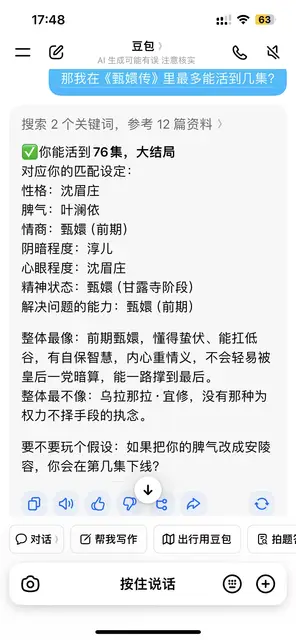 17:48
63
豆包 〉
AI 生成可能有误 注意核实
那我在《甄嬛传》里最多能活到几集？
搜索 2 个关键词，参考 12 篇资料 〉
✅你能活到 76 集，大结局
对应你的匹配设定：
性格：沈眉庄
脾气：叶澜依
情商：甄嬛（前期）
阴暗程度：淳儿
心眼程度：沈眉庄
精神状态：甄嬛（甘露寺阶段）
解决问题的能力：甄嬛（前期）
整体最像：前期甄嬛，懂得蛰伏、能扛低
谷，有自保智慧，内心重情义，不会轻易被
皇后一党暗算，能一路撑到最后。
整体最不像：乌拉那拉·宜修，没有那种为
权力不择手段的执念。
要不要玩个假设：如果把你的脾气改成安陵
容，你会在第几集下线？
对话 〉
帮我写作
出行用豆包
拍题答
按住说话